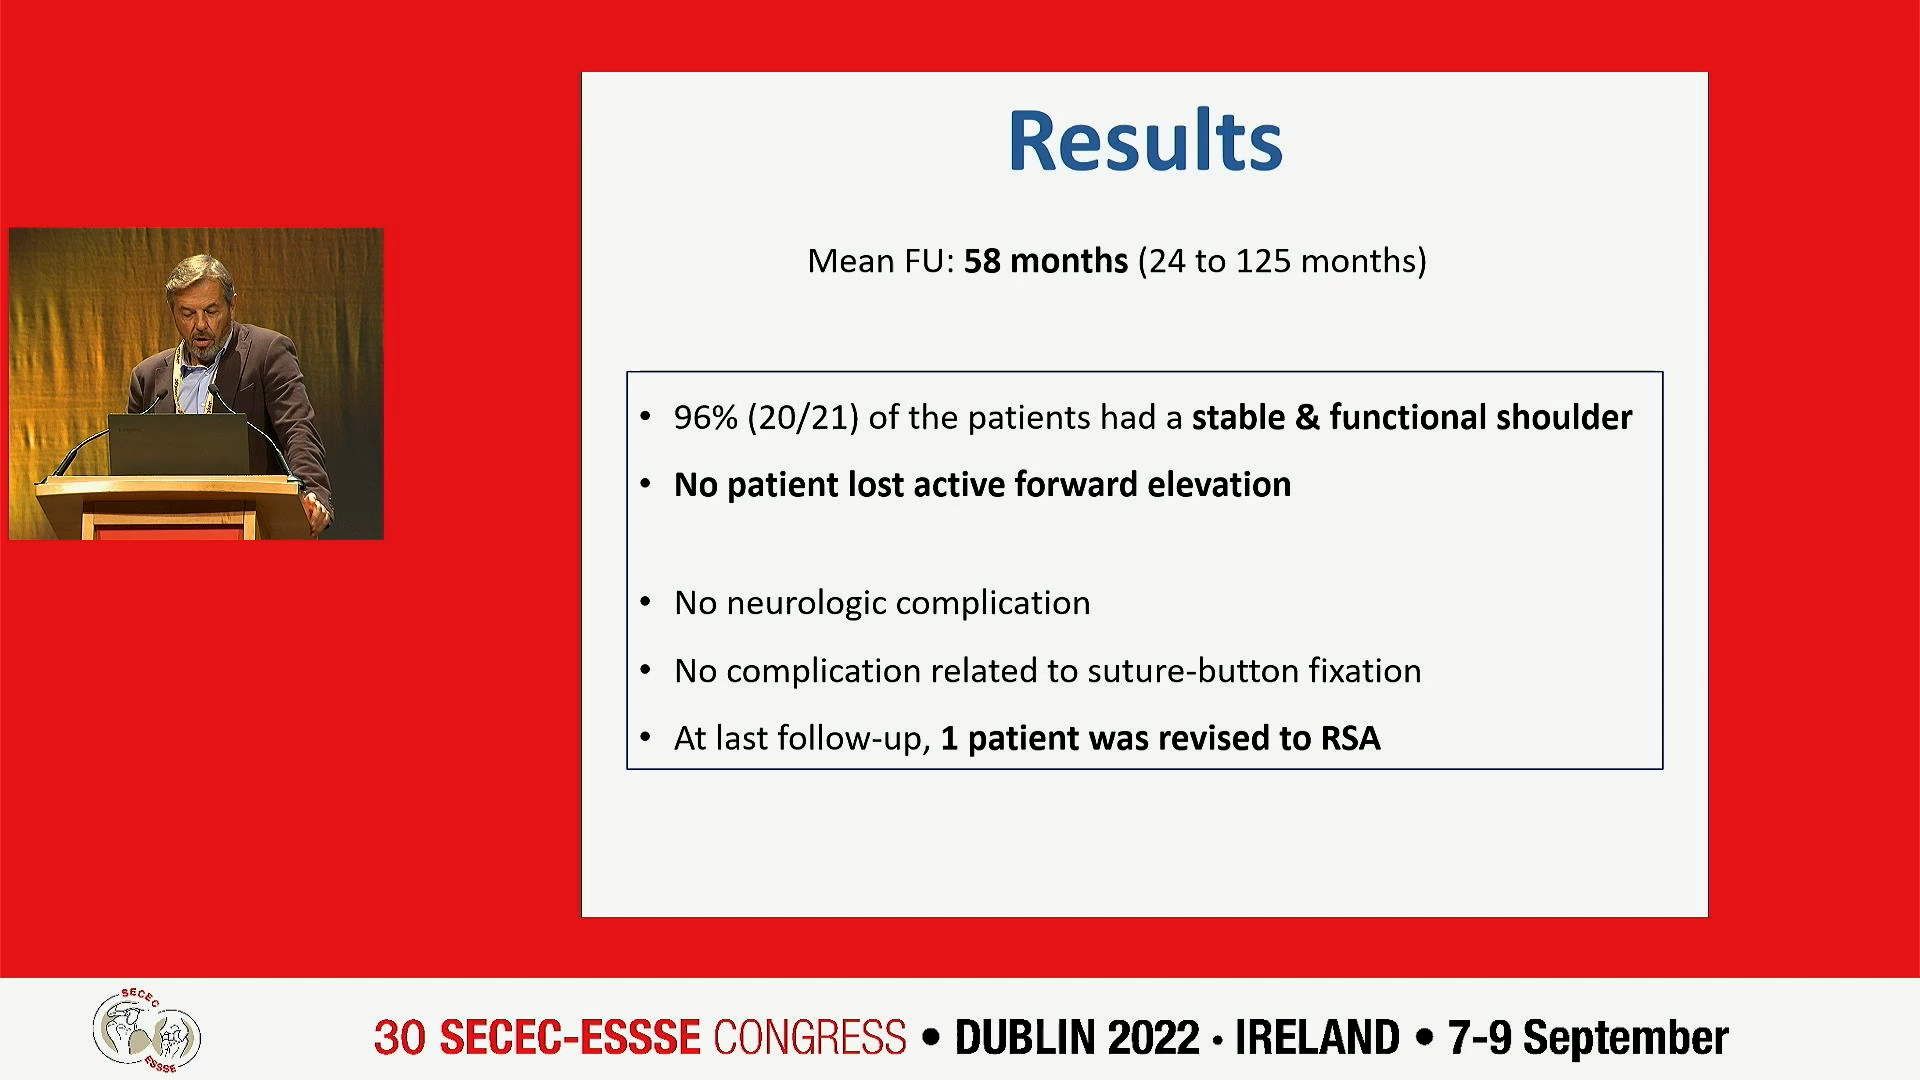 Results
Mean FU: 58 months (24 to 125 months)
• 96% (20/21) of the patients had a stable & functional shoulder
• No patient lost active forward elevation
• No neurologic complication
• No complication related to suture-button fixation
• At last follow-up, 1 patient was revised to RSA
SECEC
ESSSE
30 SECEC-ESSSE CONGRESS • DUBLIN 2022 • IRELAND • 7-9 September